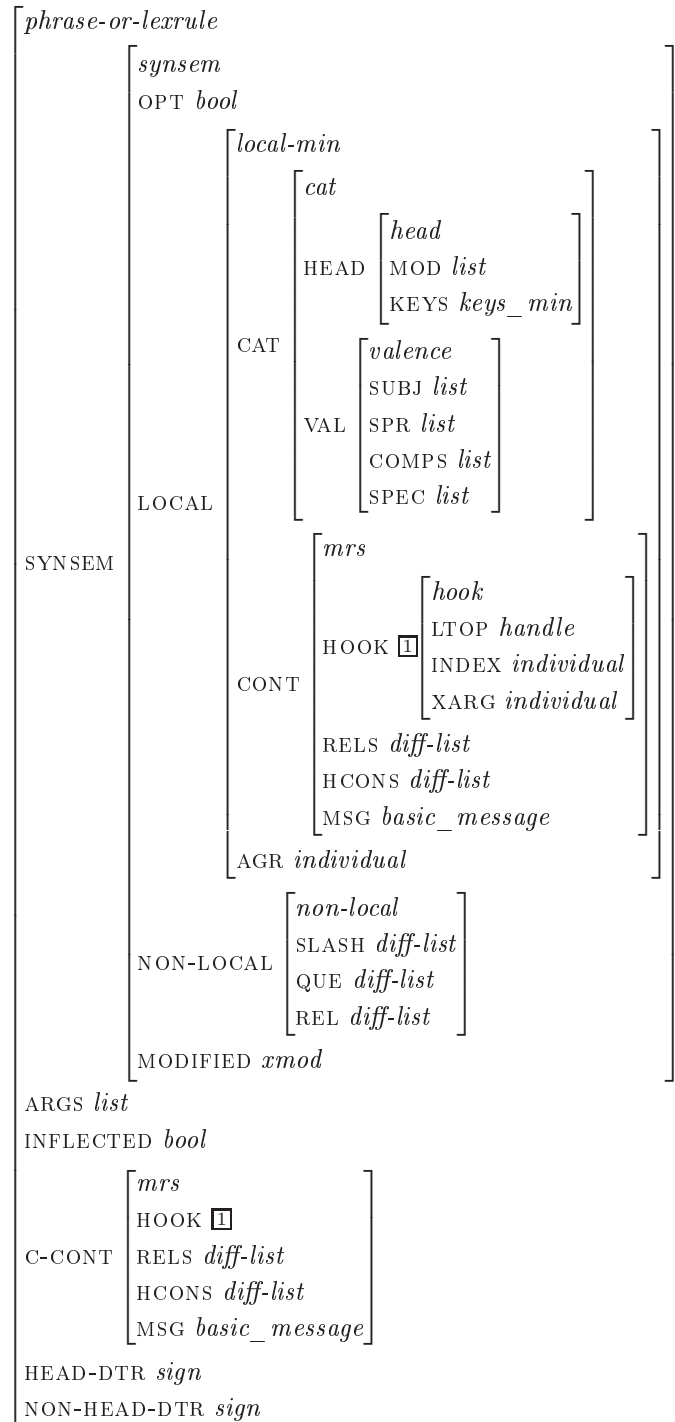 phrase-or-lexrule
synsem
OPT bool
local-min
cat
head
HEAD MOD list
KEYS keys_min
CAT
valence
SUBJ list
VAL SPR list
COMPS list
SPEC list
LOCAL
mrs
SYNSEM
hook
HOOK 1 LTOP handle
INDEX individual
CONT XARG individual
RELS diff-list
HCONS diff-list
MSG basic_message
AGR individual
non-local
NON-LOCAL SLASH diff-list
QUE diff-list
REL diff-list
MODIFIED xmod
ARGS list
INFLECTED bool
mrs
HOOK 1
C-CONT RELS diff-list
HCONS diff-list
MSG basic_message
HEAD-DTR sign
NON-HEAD-DTR sign